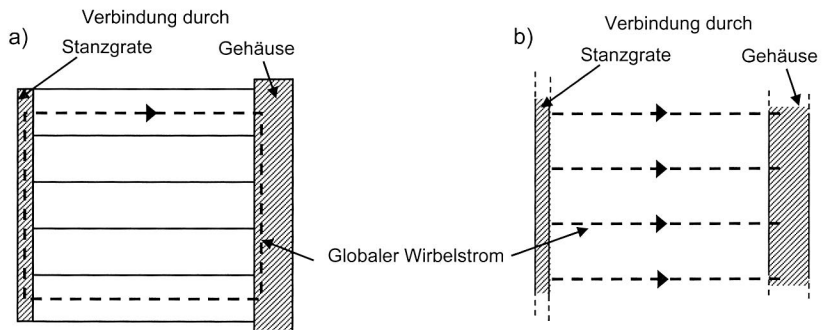 a)
Verbindung durch
Stanzgrate
Gehäuse
Globaler Wirbelstrom
b)
Verbindung durch
Stanzgrate
Gehäuse